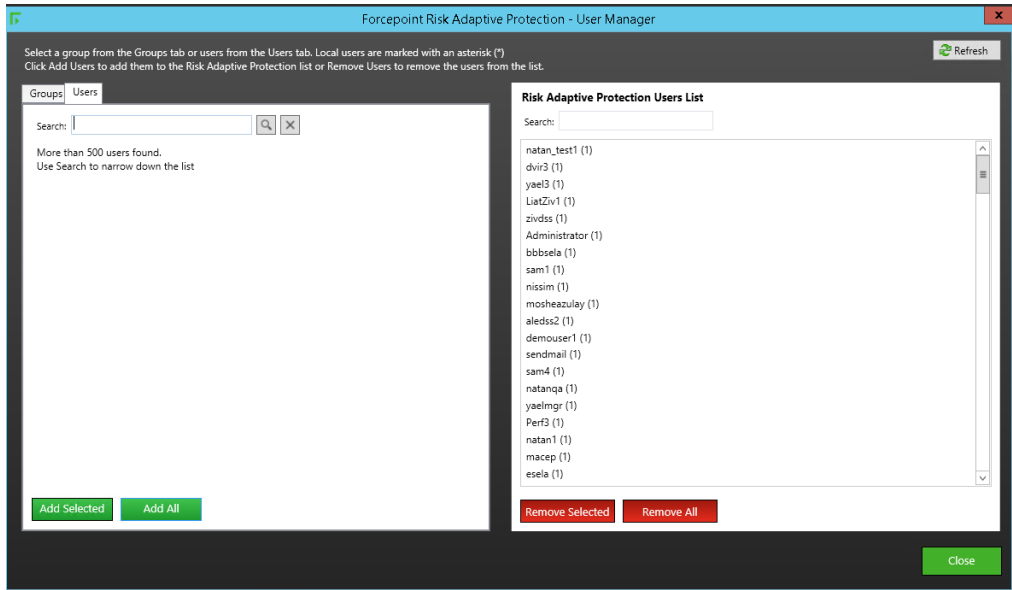 Forcepoint Risk Adaptive Protection - User Manager
x
Select a group from the Groups tab or users from the Users tab. Local users are marked with an asterisk (*)
Click Add Users to add them to the Risk Adaptive Protection list or Remove Users to remove the users from the list.
Refresh
Groups Users
Search:
More than 500 users found.
Use Search to narrow down the list
Add Selected Add All
Risk Adaptive Protection Users List
Search:
natan_test1 (1)
dvir3 (1)
yael3 (1)
LiatZiv1 (1)
zivdss (1)
Administrator (1)
bbbsela (1)
sam1 (1)
nissim (1)
mosheazulay (1)
aledss2 (1)
demouser1 (1)
sendmail (1)
sam4 (1)
natanqa (1)
yaelmgr (1)
Perf3 (1)
natan1 (1)
macep (1)
esela (1)
Remove Selected Remove All
Close